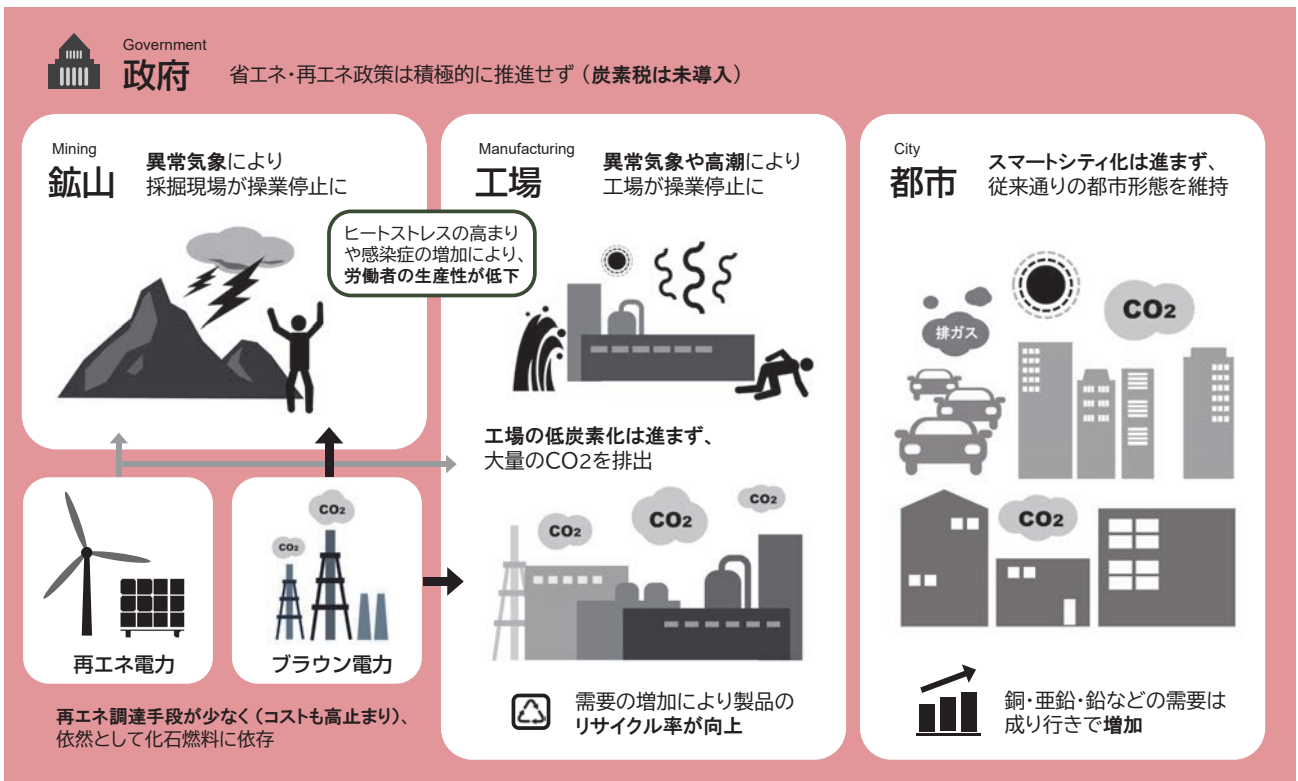 Government
政府
省エネ・再エネ政策は積極的に推進せず（炭素税は未導入）
Mining
鉱山
異常気象により
採掘現場が操業停止に
ヒートストレスの高まり
や感染症の増加により、
労働者の生産性が低下
Manufacturing
工場
異常気象や高潮により
工場が操業停止に
工場の低炭素化は進まず、
大量のCO2を排出
CO2
CO2
CO2
需要の増加により製品の
リサイクル率が向上
City
都市
スマートシティ化は進まず、
従来通りの都市形態を維持
排ガス
CO2
CO2
銅・亜鉛・鉛などの需要は
成り行きで増加
再エネ電力
CO2
CO2
ブラウン電力
再エネ調達手段が少なく（コストも高止まり）、
依然として化石燃料に依存